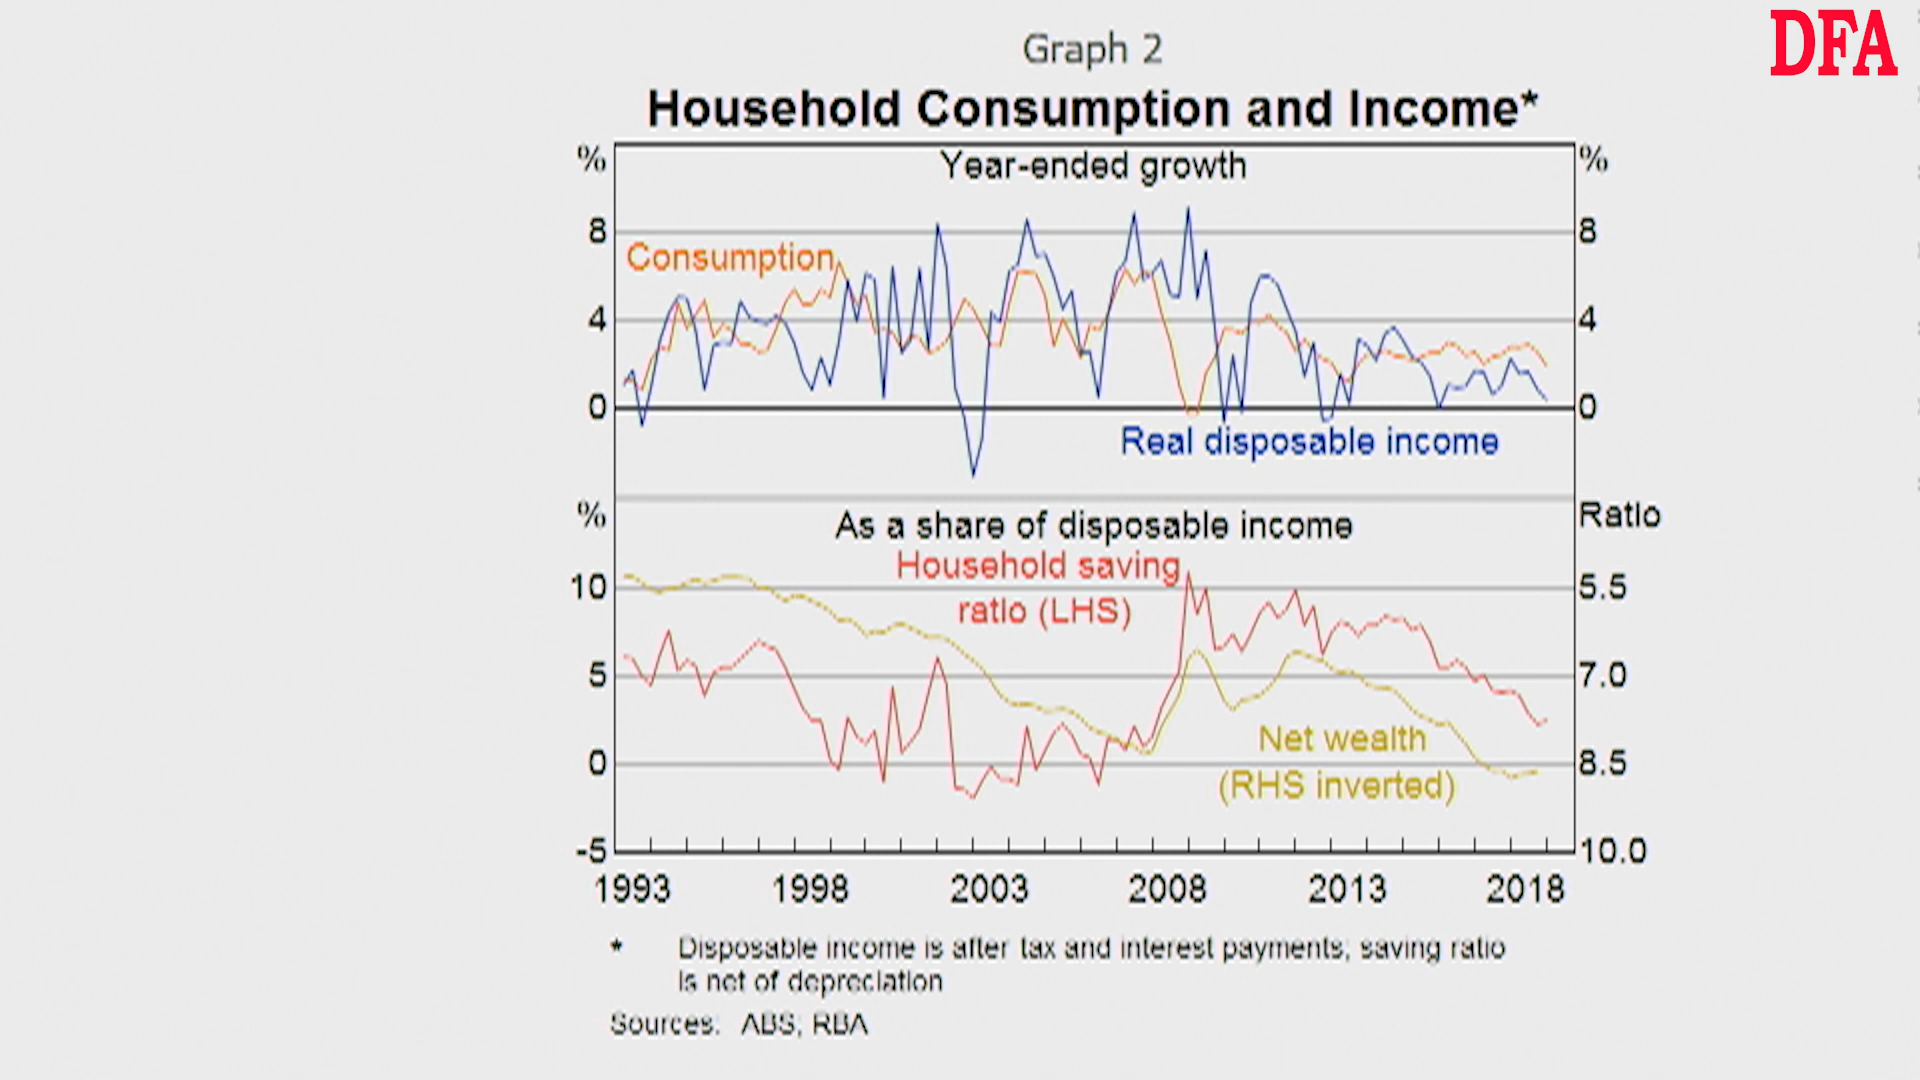 DFA
Graph 2
Household Consumption and Income*
% %
Year-ended growth
8 8
Consumption
4 4
0 0
Real disposable income
% Ratio
As a share of disposable income
Household saving
ratio (LHS)
10 5.5
5 7.0
Net wealth
(RHS inverted)
0 8.5
-5 10.0
1993 1998 2003 2008 2013 2018
* Disposable income is after tax and interest payments; saving ratio
is net of depreciation
Sources: ABS; RBA